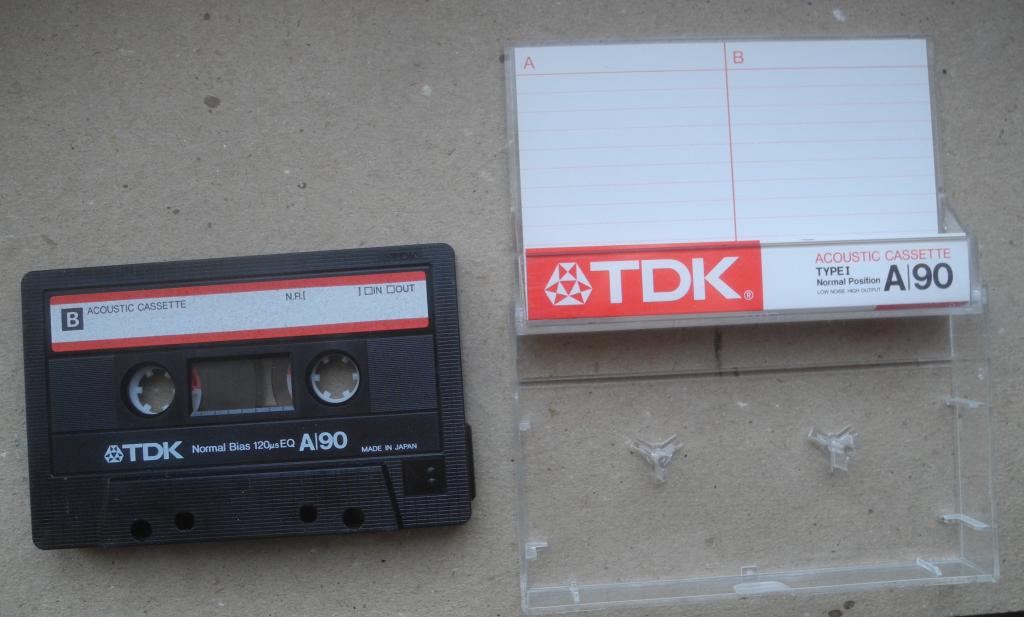 TDK
B ACOUSTIC CASSETTE N.R.[ ] □IN □OUT
TDK Normal Bias 120µs EQ A|90 MADE IN JAPAN
A B
TDK®
ACOUSTIC CASSETTE
TYPE I
Normal Position
LOW NOISE HIGH OUTPUT
A|90